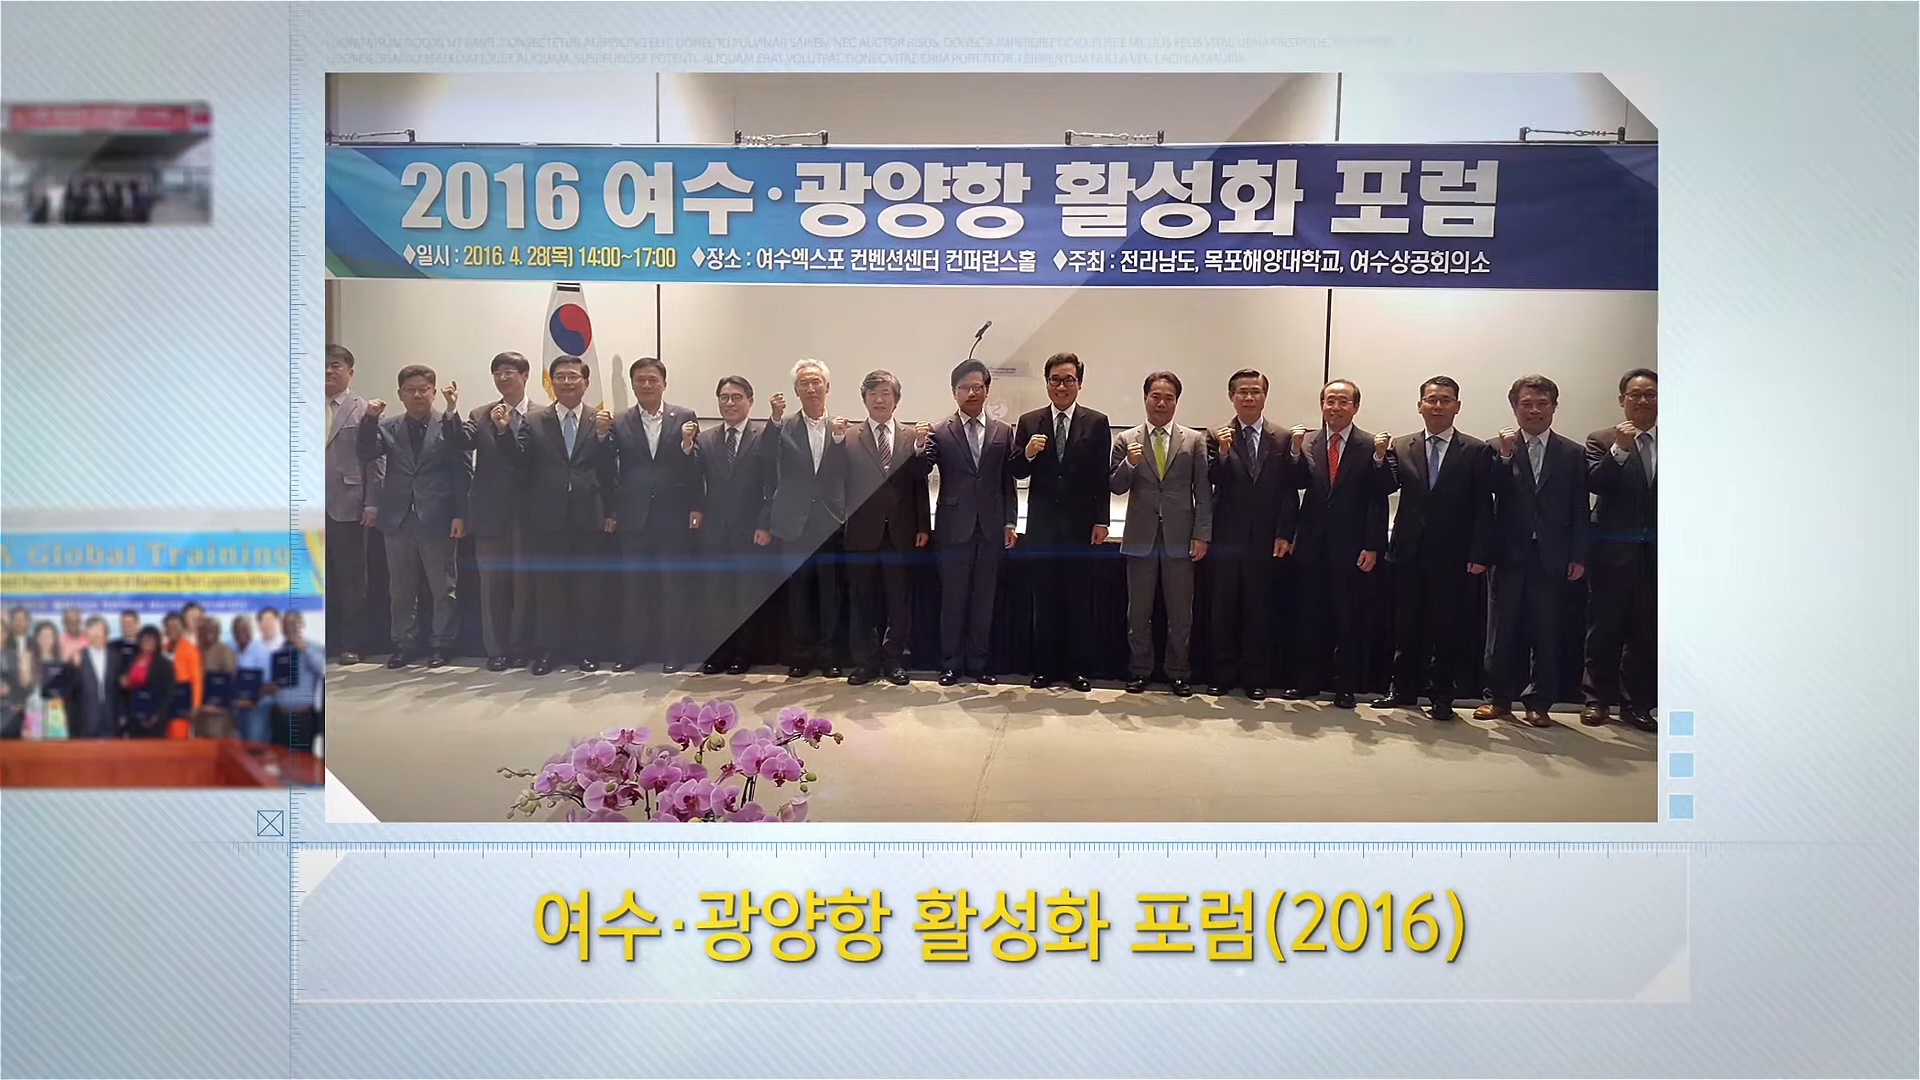 2016 여수·광양항 활성화 포럼
♦일시 : 2016. 4. 28(목) 14:00~17:00 ♦장소 : 여수엑스포 컨벤션센터 컨퍼런스홀 ♦주최 : 전라남도, 목포해양대학교, 여수상공회의소
Global Training
여수·광양항 활성화 포럼(2016)